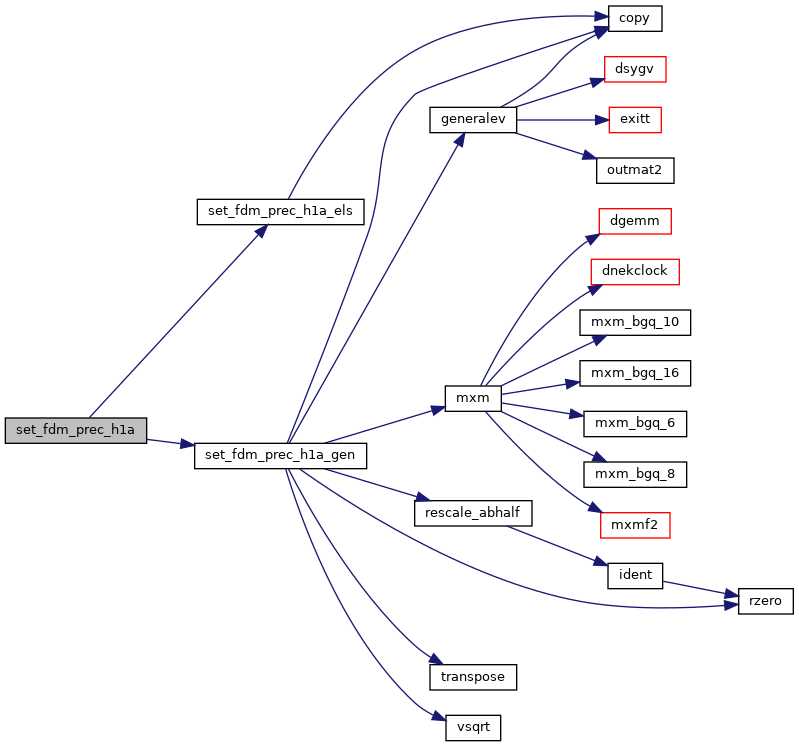 copy
dsygv
generalev
exitt
outmat2
set_fdm_prec_h1a_els
dgemm
dnekclock
mxm_bgq_10
mxm_bgq_16
mxm
mxm_bgq_6
set_fdm_prec_h1a
set_fdm_prec_h1a_gen
mxm_bgq_8
rescale_abhalf
mxmf2
ident
rzero
transpose
vsqrt